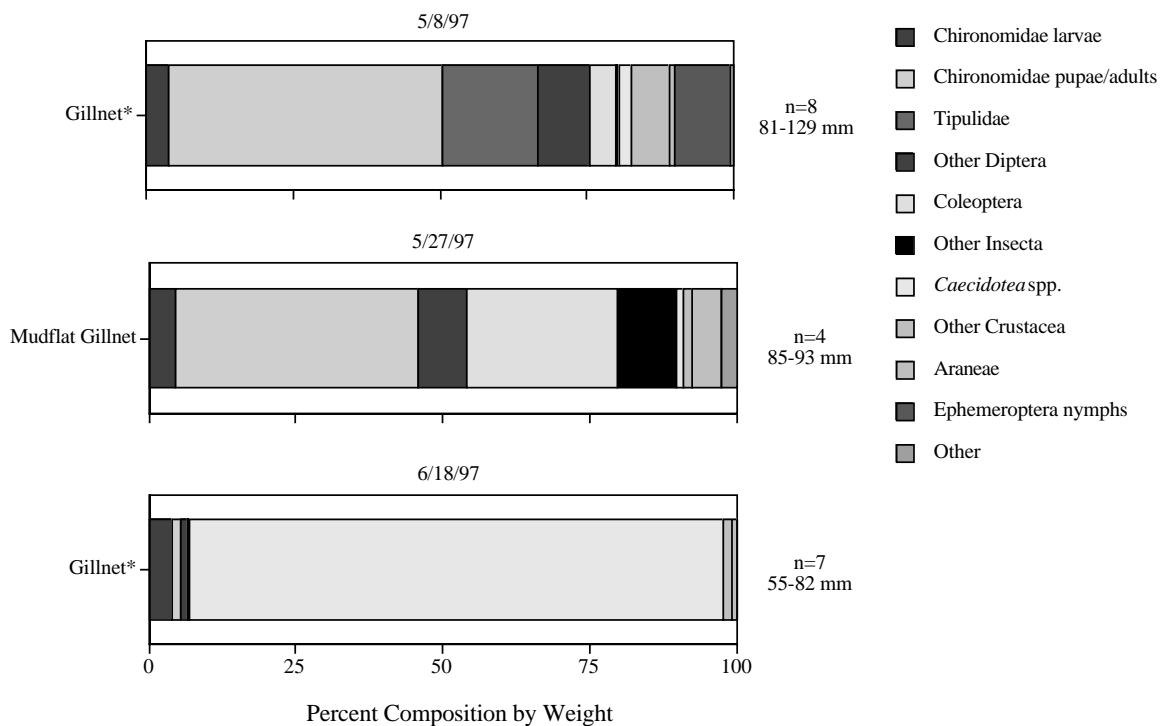 5/8/97
Gillnet*
n=8
81-129 mm
5/27/97
Mudflat Gillnet
n=4
85-93 mm
6/18/97
Gillnet*
n=7
55-82 mm
0 25 50 75 100
Percent Composition by Weight
Chironomidae larvae
Chironomidae pupae/adults
Tipulidae
Other Diptera
Coleoptera
Other Insecta
Caecidotea spp.
Other Crustacea
Araneae
Ephemeroptera nymphs
Other